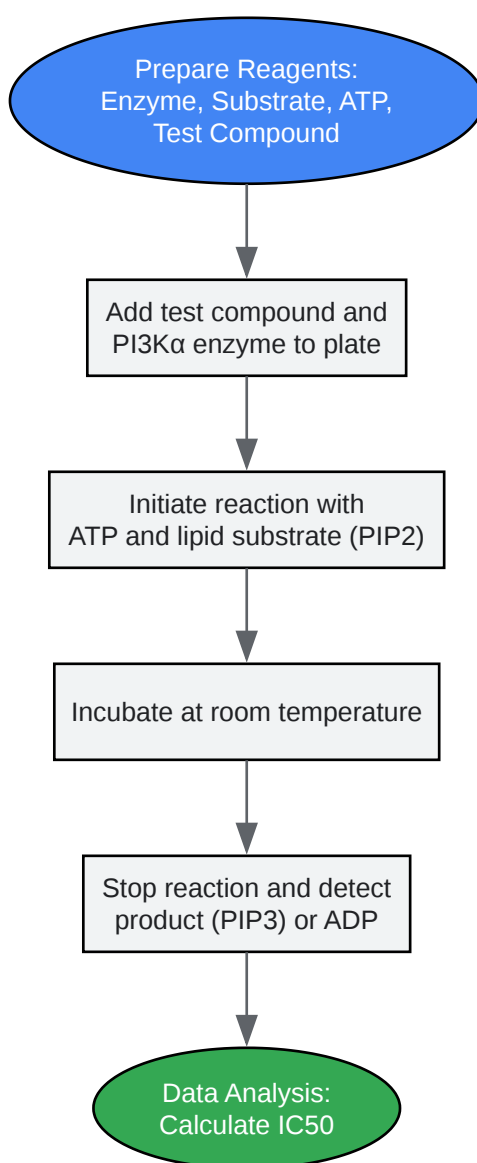 Prepare Reagents:
Enzyme, Substrate, ATP,
Test Compound
Add test compound and
PI3Kα enzyme to plate
Initiate reaction with
ATP and lipid substrate (PIP2)
Incubate at room temperature
Stop reaction and detect
product (PIP3) or ADP
Data Analysis:
Calculate IC50